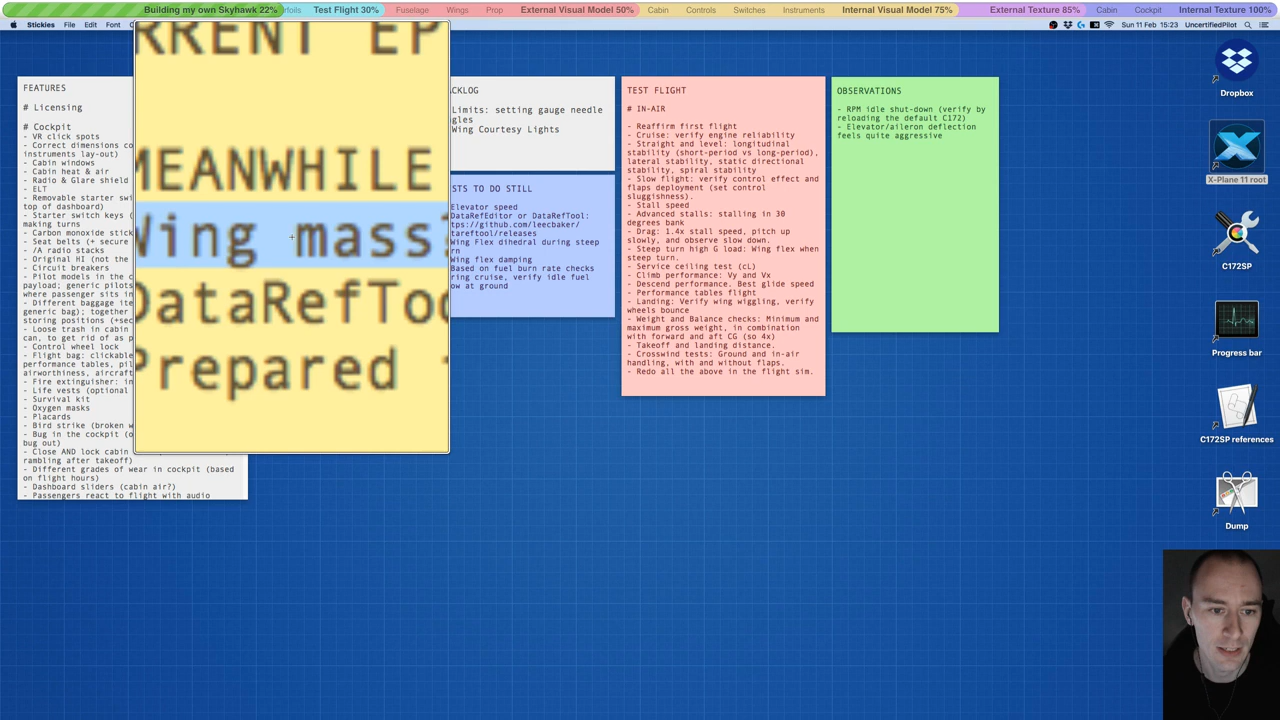 Building my own Skyhawk 22%
Test Flight 30%
Fuselage
Wings
Prop
External Visual Model 50%
Cabin
Controls
Switches
Instruments
Internal Visual Model 75%
External Texture 85%
Cabin
Cockpit
Internal Texture 100%
Stickies File Edit Font
Sun 11 Feb 15:23 UncertifiedPilot
FEATURES
# Licensing
# Cockpit
- VR click spots
- Correct dimensions
instruments lay-out)
- Cabin windows
- Cabin heat & air
- Radio & Glare shield
- ELT
- Removable starter
top of dashboard)
- Starter switch keys (
making turns
- Carbon monoxide
- Seat belts (+ secure
- /A radio stacks
- Original HI (not the
- Circuit breakers
- Pilot models in the
payload; generic
where passenger sits in
- Different baggage
generic bag); together
storing positions
- Loose trash in cabin
can, to get rid of as
- Control wheel lock
- Flight bag: clickable
performance tables,
airworthiness,
- Fire extinguisher:
- Life vests (optional
- Survival kit
- Oxygen masks
- Placards
- Bird strike (broken
- Bug in the cockpit
bug out)
- Close AND lock cabin
rambling after takeoff)
- Different grades of wear in cockpit (based
on flight hours)
- Dashboard sliders (cabin air?)
- Passengers react to flight with audio
RRENT EP
MEANWHILE
Wing mass?
DataRefToo
Prepared
ACKLOG
Limits: setting gauge needle
ngles
Wing Courtesy Lights
STS TO DO STILL
Elevator speed
DataRefEditor or DataRefTool:
ttps://github.com/leecbaker/
tareftool/releases
Wing Flex dihedral during steep
rn
Wing flex damping
Based on fuel burn rate checks
ring cruise, verify idle fuel
ow at ground
TEST FLIGHT
# IN-AIR
- Reaffirm first flight
- Cruise: verify engine reliability
- Straight and level: longitudinal
stability (short-period vs long-period),
lateral stability, static directional
stability, spiral stability
- Slow flight: verify control effect and
flaps deployment (set control
sluggishness).
- Stall speed
- Advanced stalls: stalling in 30
degrees bank
- Drag: 1.4x stall speed, pitch up
slowly, and observe slow down.
- Steep turn high G load: Wing flex when
steep turn.
- Service ceiling test (cL)
- Climb performance: Vy and Vx
- Descend performance. Best glide speed
- Performance tables flight
- Landing: Verify wing wiggling, verify
wheels bounce
- Weight and Balance checks: Minimum and
maximum gross weight, in combination
with forward and aft CG (so 4x)
- Takeoff and landing distance.
- Crosswind tests: Ground and in-air
handling, with and without flaps.
- Redo all the above in the flight sim.
OBSERVATIONS
- RPM idle shut-down (verify by
reloading the default C172)
- Elevator/aileron deflection
feels quite aggressive
Dropbox
X-Plane 11 root
C172SP
Progress bar
C172SP references
Dump